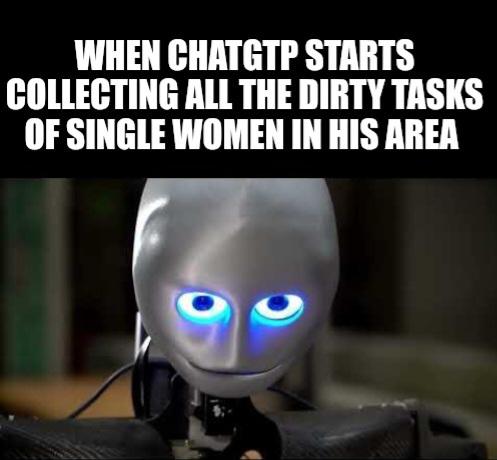 WHEN CHATGTP STARTS
COLLECTING ALL THE DIRTY TASKS
OF SINGLE WOMEN IN HIS AREA